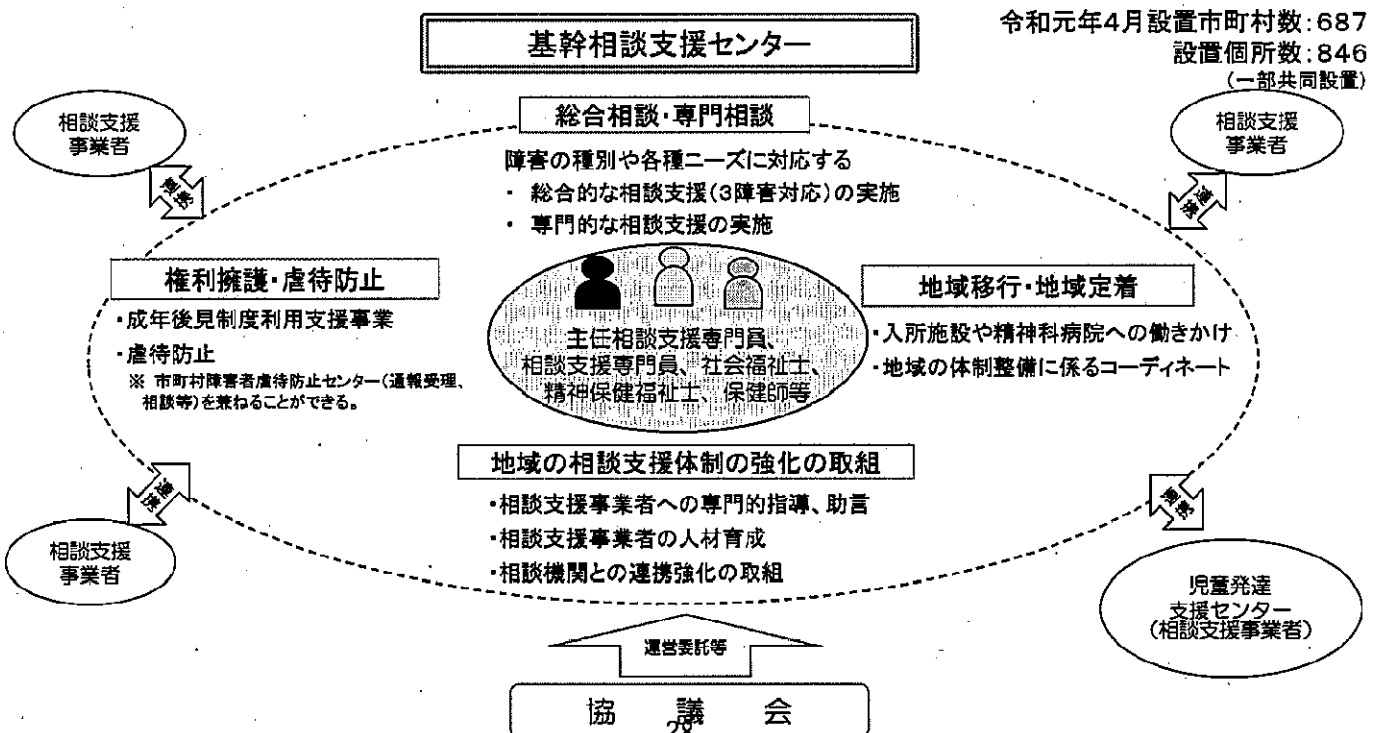 基幹相談支援センター
令和元年4月設置市町村数:687
設置個所数:846
(一部共同設置)
相談支援
事業者
連携
総合相談・専門相談
障害の種別や各種ニーズに対応する
・ 総合的な相談支援(3障害対応)の実施
・ 専門的な相談支援の実施
相談支援
事業者
連携
権利擁護・虐待防止
・成年後見制度利用支援事業
・虐待防止
※ 市町村障害者虐待防止センター(通報受理、
相談等)を兼ねることができる。
主任相談支援専門員、
相談支援専門員、社会福祉士、
精神保健福祉士、保健師等
地域移行・地域定着
・入所施設や精神科病院への働きかけ
・地域の体制整備に係るコーディネート
地域の相談支援体制の強化の取組
・相談支援事業者への専門的指導、助言
・相談支援事業者の人材育成
・相談機関との連携強化の取組
連携
相談支援
事業者
連携
児童発達
支援センター
(相談支援事業者)
運営委託等
協 議 会
28